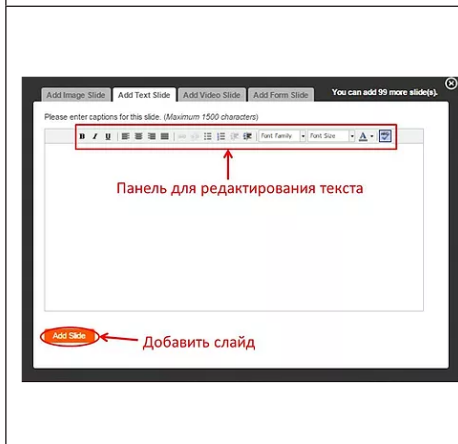 Add Image Slide Add Text Slide Add Video Slide Add Form Slide You can add 99 more slide(s).
Please enter captions for this slide. (Maximum 1500 characters)
B I U Font Family Font Size A
Панель для редактирования текста
Add Slide
Добавить слайд